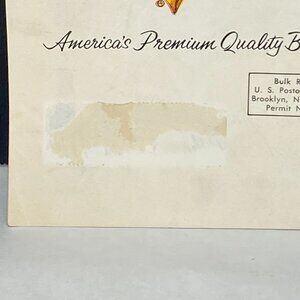 America's Premium Quality B
Bulk R
U. S. Posta
Brooklyn, N
Permit N